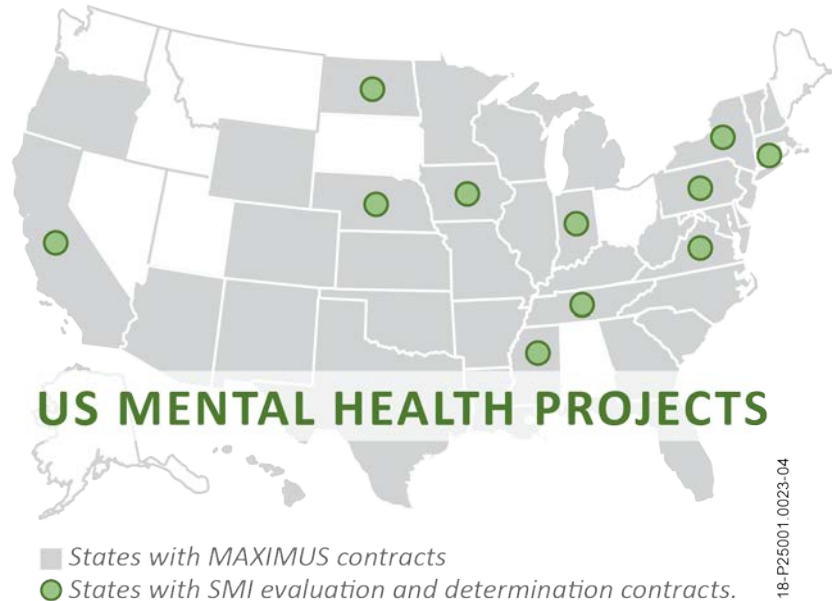 US MENTAL HEALTH PROJECTS
States with MAXIMUS contracts
States with SMI evaluation and determination contracts.
18-P25001.0023-04